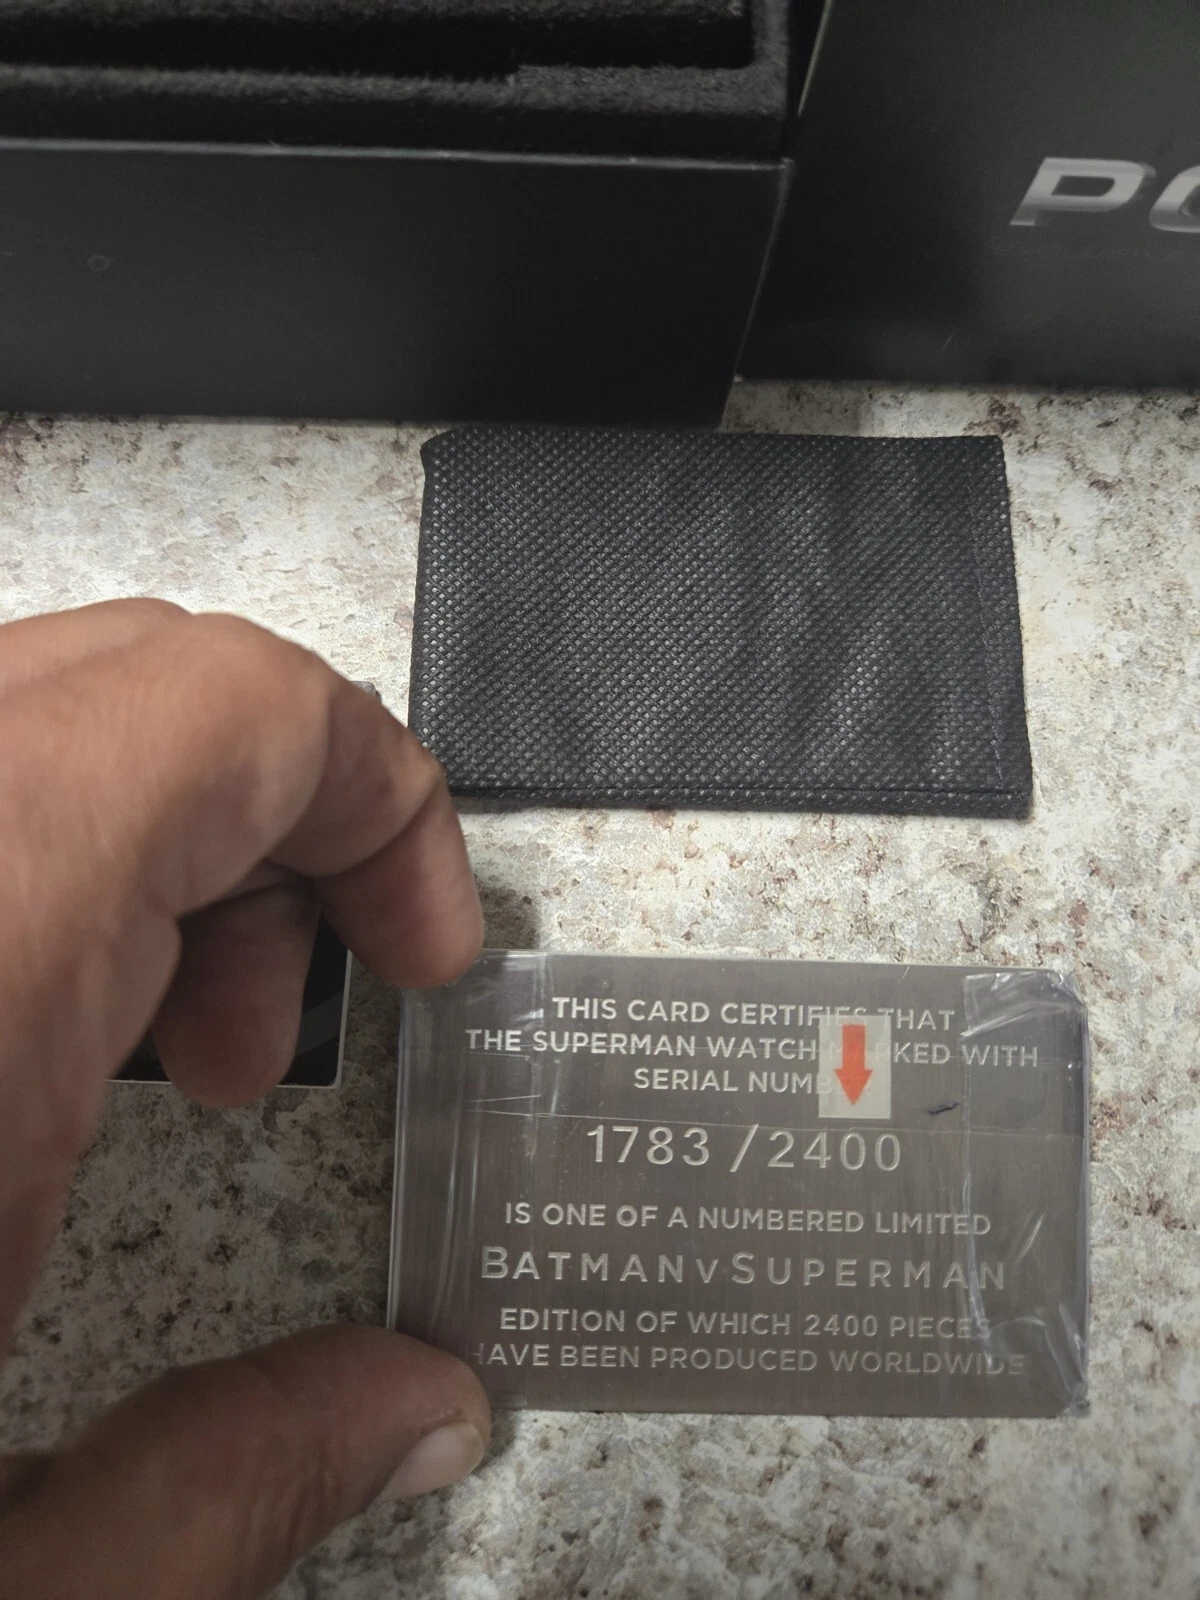 PO
THIS CARD CERTIFIES THAT
THE SUPERMAN WATCH MARKED WITH
SERIAL NUMBER
1783 / 2400
IS ONE OF A NUMBERED LIMITED
BATMAN V SUPERMAN
EDITION OF WHICH 2400 PIECES
HAVE BEEN PRODUCED WORLDWIDE